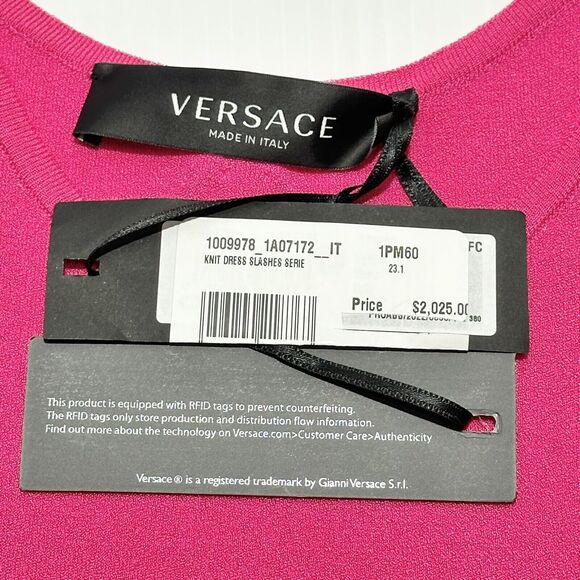 VERSACE
MADE IN ITALY
1009978_1A07172__IT 1PM60 FC
KNIT DRESS SLASHES SERIE 23.1
Price $2,025.00
380
This product is equipped with RFID tags to prevent counterfeiting.
The RFID tags only store production and distribution flow information.
Find out more about the technology on Versace.com>Customer Care>Authenticity
Versace ® is a registered trademark by Gianni Versace S.r.l.